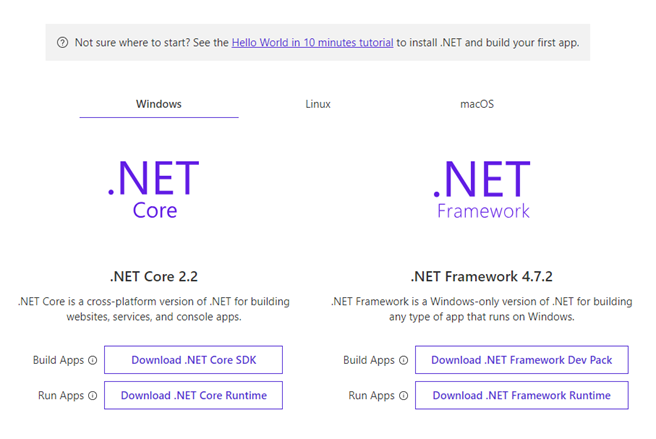 Not sure where to start? See the Hello World in 10 minutes tutorial to install .NET and build your first app.
Windows
Linux
macOS
.NET
Core
.NET Core 2.2
.NET Core is a cross-platform version of .NET for building
websites, services, and console apps.
Build Apps
Download .NET Core SDK
Run Apps
Download .NET Core Runtime
.NET
Framework
.NET Framework 4.7.2
.NET Framework is a Windows-only version of .NET for building
any type of app that runs on Windows.
Build Apps
Download .NET Framework Dev Pack
Run Apps
Download .NET Framework Runtime